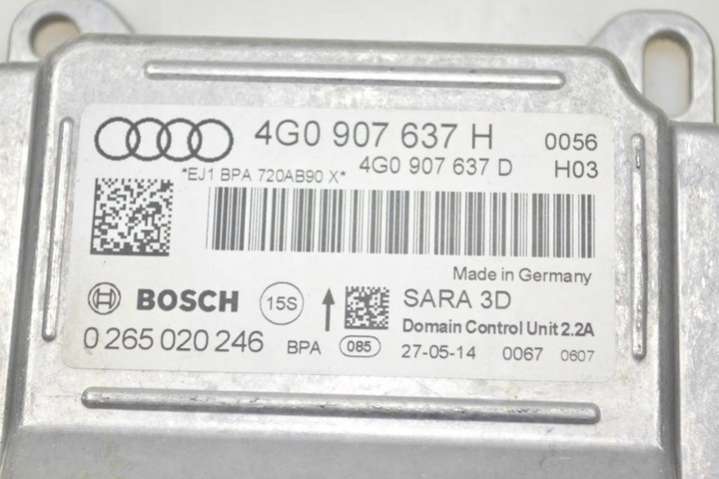 4G0 907 637 H 0056
4G0 907 637 D H03
*EJ1 BPA 720AB90 X*
Made in Germany
BOSCH 15S SARA 3D
Domain Control Unit 2.2A
0 265 020 246 BPA 085 27-05-14 0067 0607